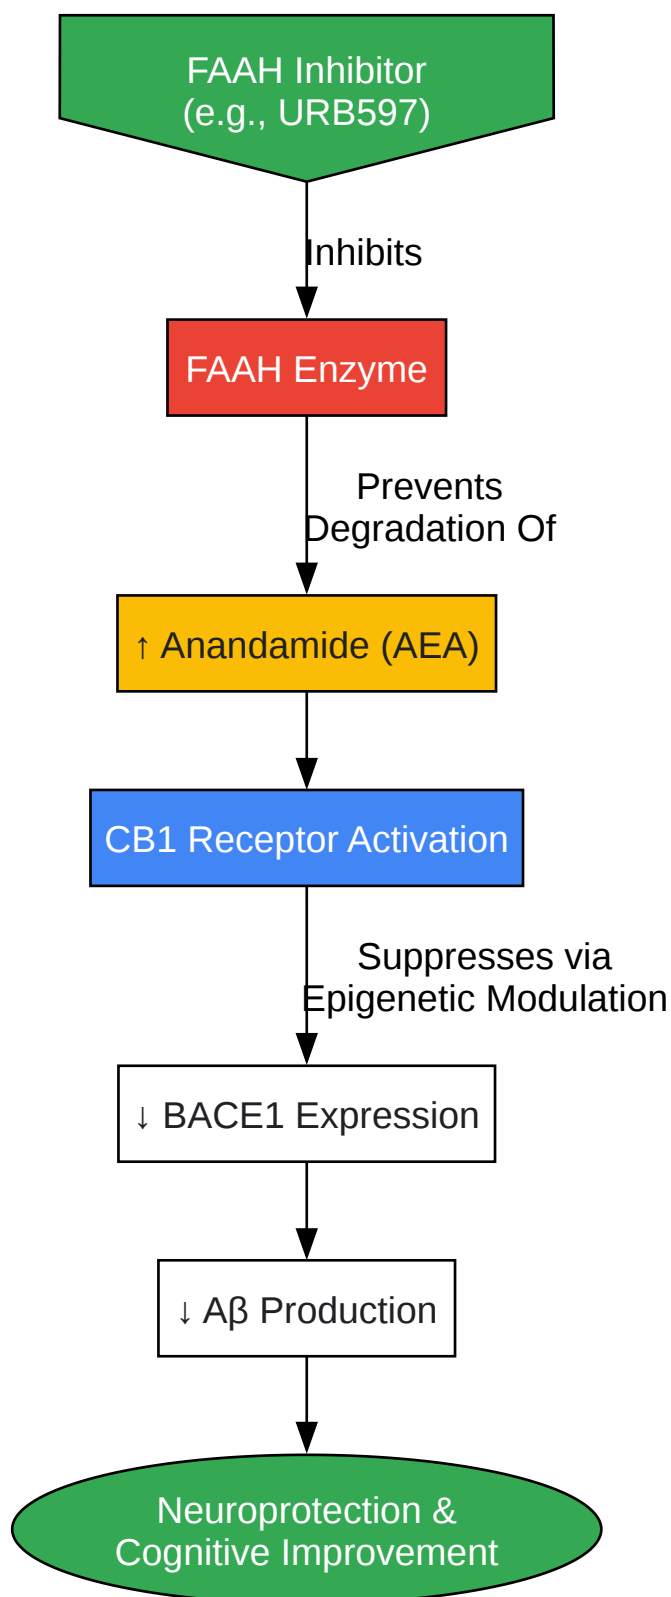 FAAH Inhibitor
(e.g., URB597)
Inhibits
FAAH Enzyme
Prevents
Degradation Of
↑ Anandamide (AEA)
CB1 Receptor Activation
Suppresses via
Epigenetic Modulation
↓ BACE1 Expression
↓ Aβ Production
Neuroprotection &
Cognitive Improvement